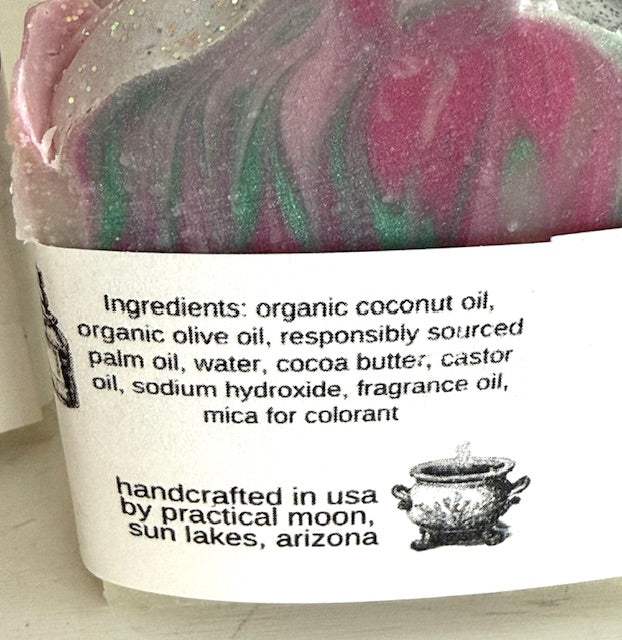 Ingredients: organic coconut oil,
organic olive oil, responsibly sourced
palm oil, water, cocoa butter, castor
oil, sodium hydroxide, fragrance oil,
mica for colorant
handcrafted in usa
by practical moon,
sun lakes, arizona